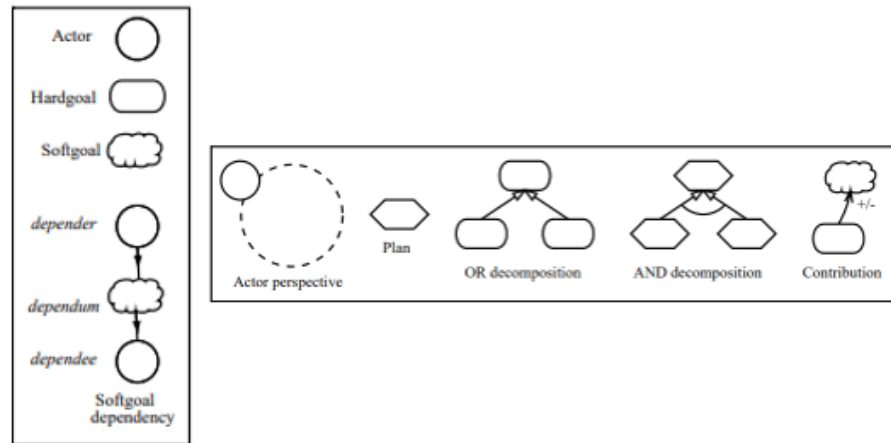 Actor
Hardgoal
Softgoal
depender
dependum
dependee
Softgoal
dependency
Actor perspective
Plan
OR decomposition
AND decomposition
+/-
Contribution